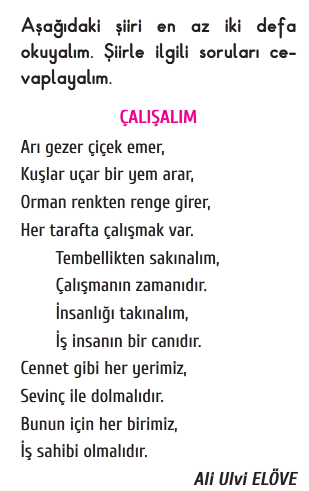 Aşağıdaki şiiri en az iki defa
okuyalım. Şiirle ilgili soruları ce-
vaplayalım.
ÇALIŞALIM
Arı gezer çiçek emer,
Kuşlar uçar bir yem arar,
Orman renkten renge girer,
Her tarafta çalışmak var.
Tembellikten sakınalım,
Çalışmanın zamanıdır.
İnsanlığı takınalım,
İş insanın bir canıdır.
Cennet gibi her yerimiz,
Sevinç ile dolmalıdır.
Bunun için her birimiz,
İş sahibi olmalıdır.
Ali Ulvi ELÖVE